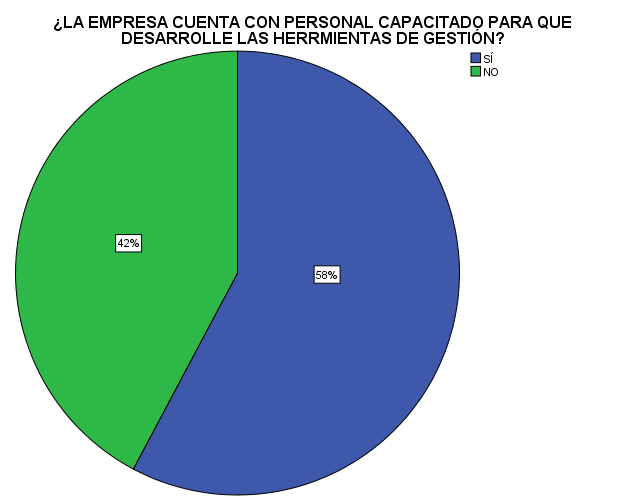 ¿LA EMPRESA CUENTA CON PERSONAL CAPACITADO PARA QUE
DESARROLLE LAS HERRMIENTAS DE GESTIÓN?
SÍ
NO
42%
58%